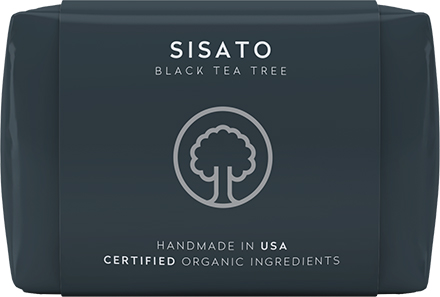 SISATO
BLACK TEA TREE
HANDMADE IN USA
CERTIFIED ORGANIC INGREDIENTS